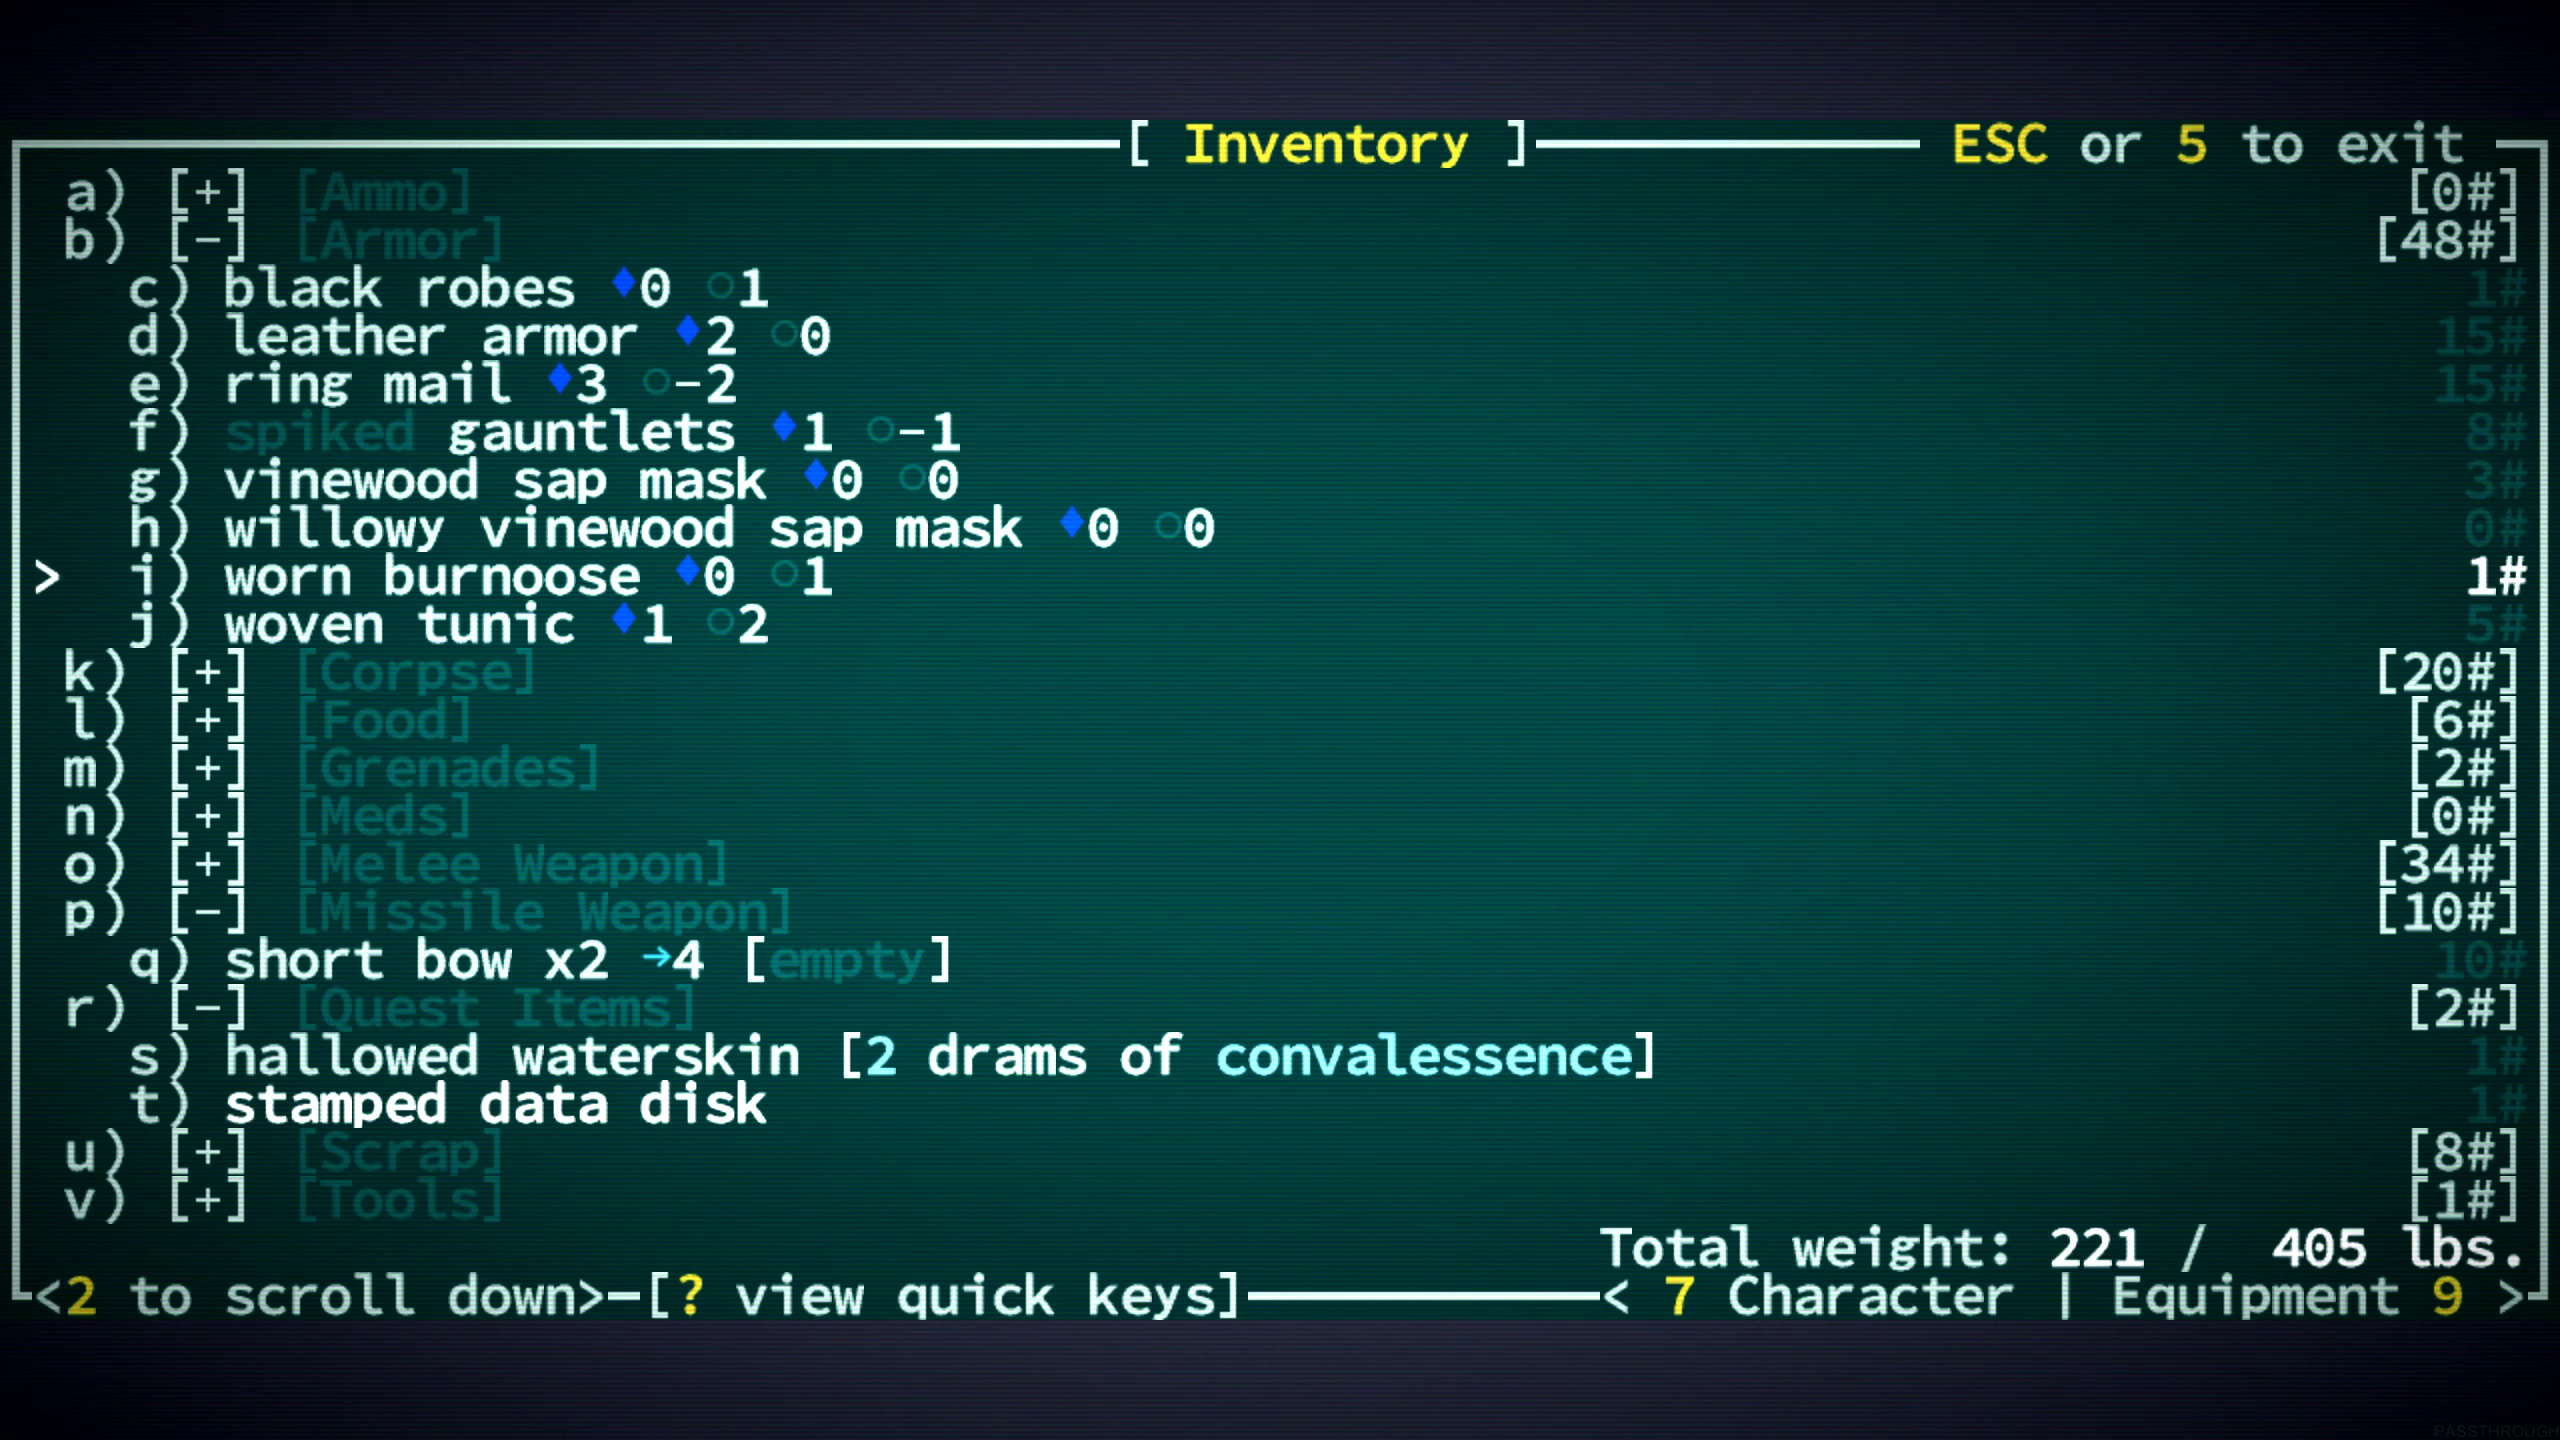 [ Inventory ] ESC or 5 to exit
a) [+] [Ammo] [0#]
b) [-] [Armor] [48#]
c) black robes ♦0 ○1 1#
d) leather armor ♦2 ○0 15#
e) ring mail ♦3 ○-2 15#
f) spiked gauntlets ♦1 ○-1 8#
g) vinewood sap mask ♦0 ○0 3#
h) willowy vinewood sap mask ♦0 ○0 0#
> i) worn burnoose ♦0 ○1 1#
j) woven tunic ♦1 ○2 5#
k) [+] [Corpse] [20#]
l) [+] [Food] [6#]
m) [+] [Grenades] [2#]
n) [+] [Meds] [0#]
o) [+] [Melee Weapon] [34#]
p) [-] [Missile Weapon] [10#]
q) short bow x2 →4 [empty] 10#
r) [-] [Quest Items] [2#]
s) hallowed waterskin [2 drams of convalessence] 1#
t) stamped data disk 1#
u) [+] [Scrap] [8#]
v) [+] [Tools] [1#]
Total weight: 221 / 405 lbs.
<2 to scroll down> [? view quick keys] < 7 Character | Equipment 9 >
PASSTHROUGH